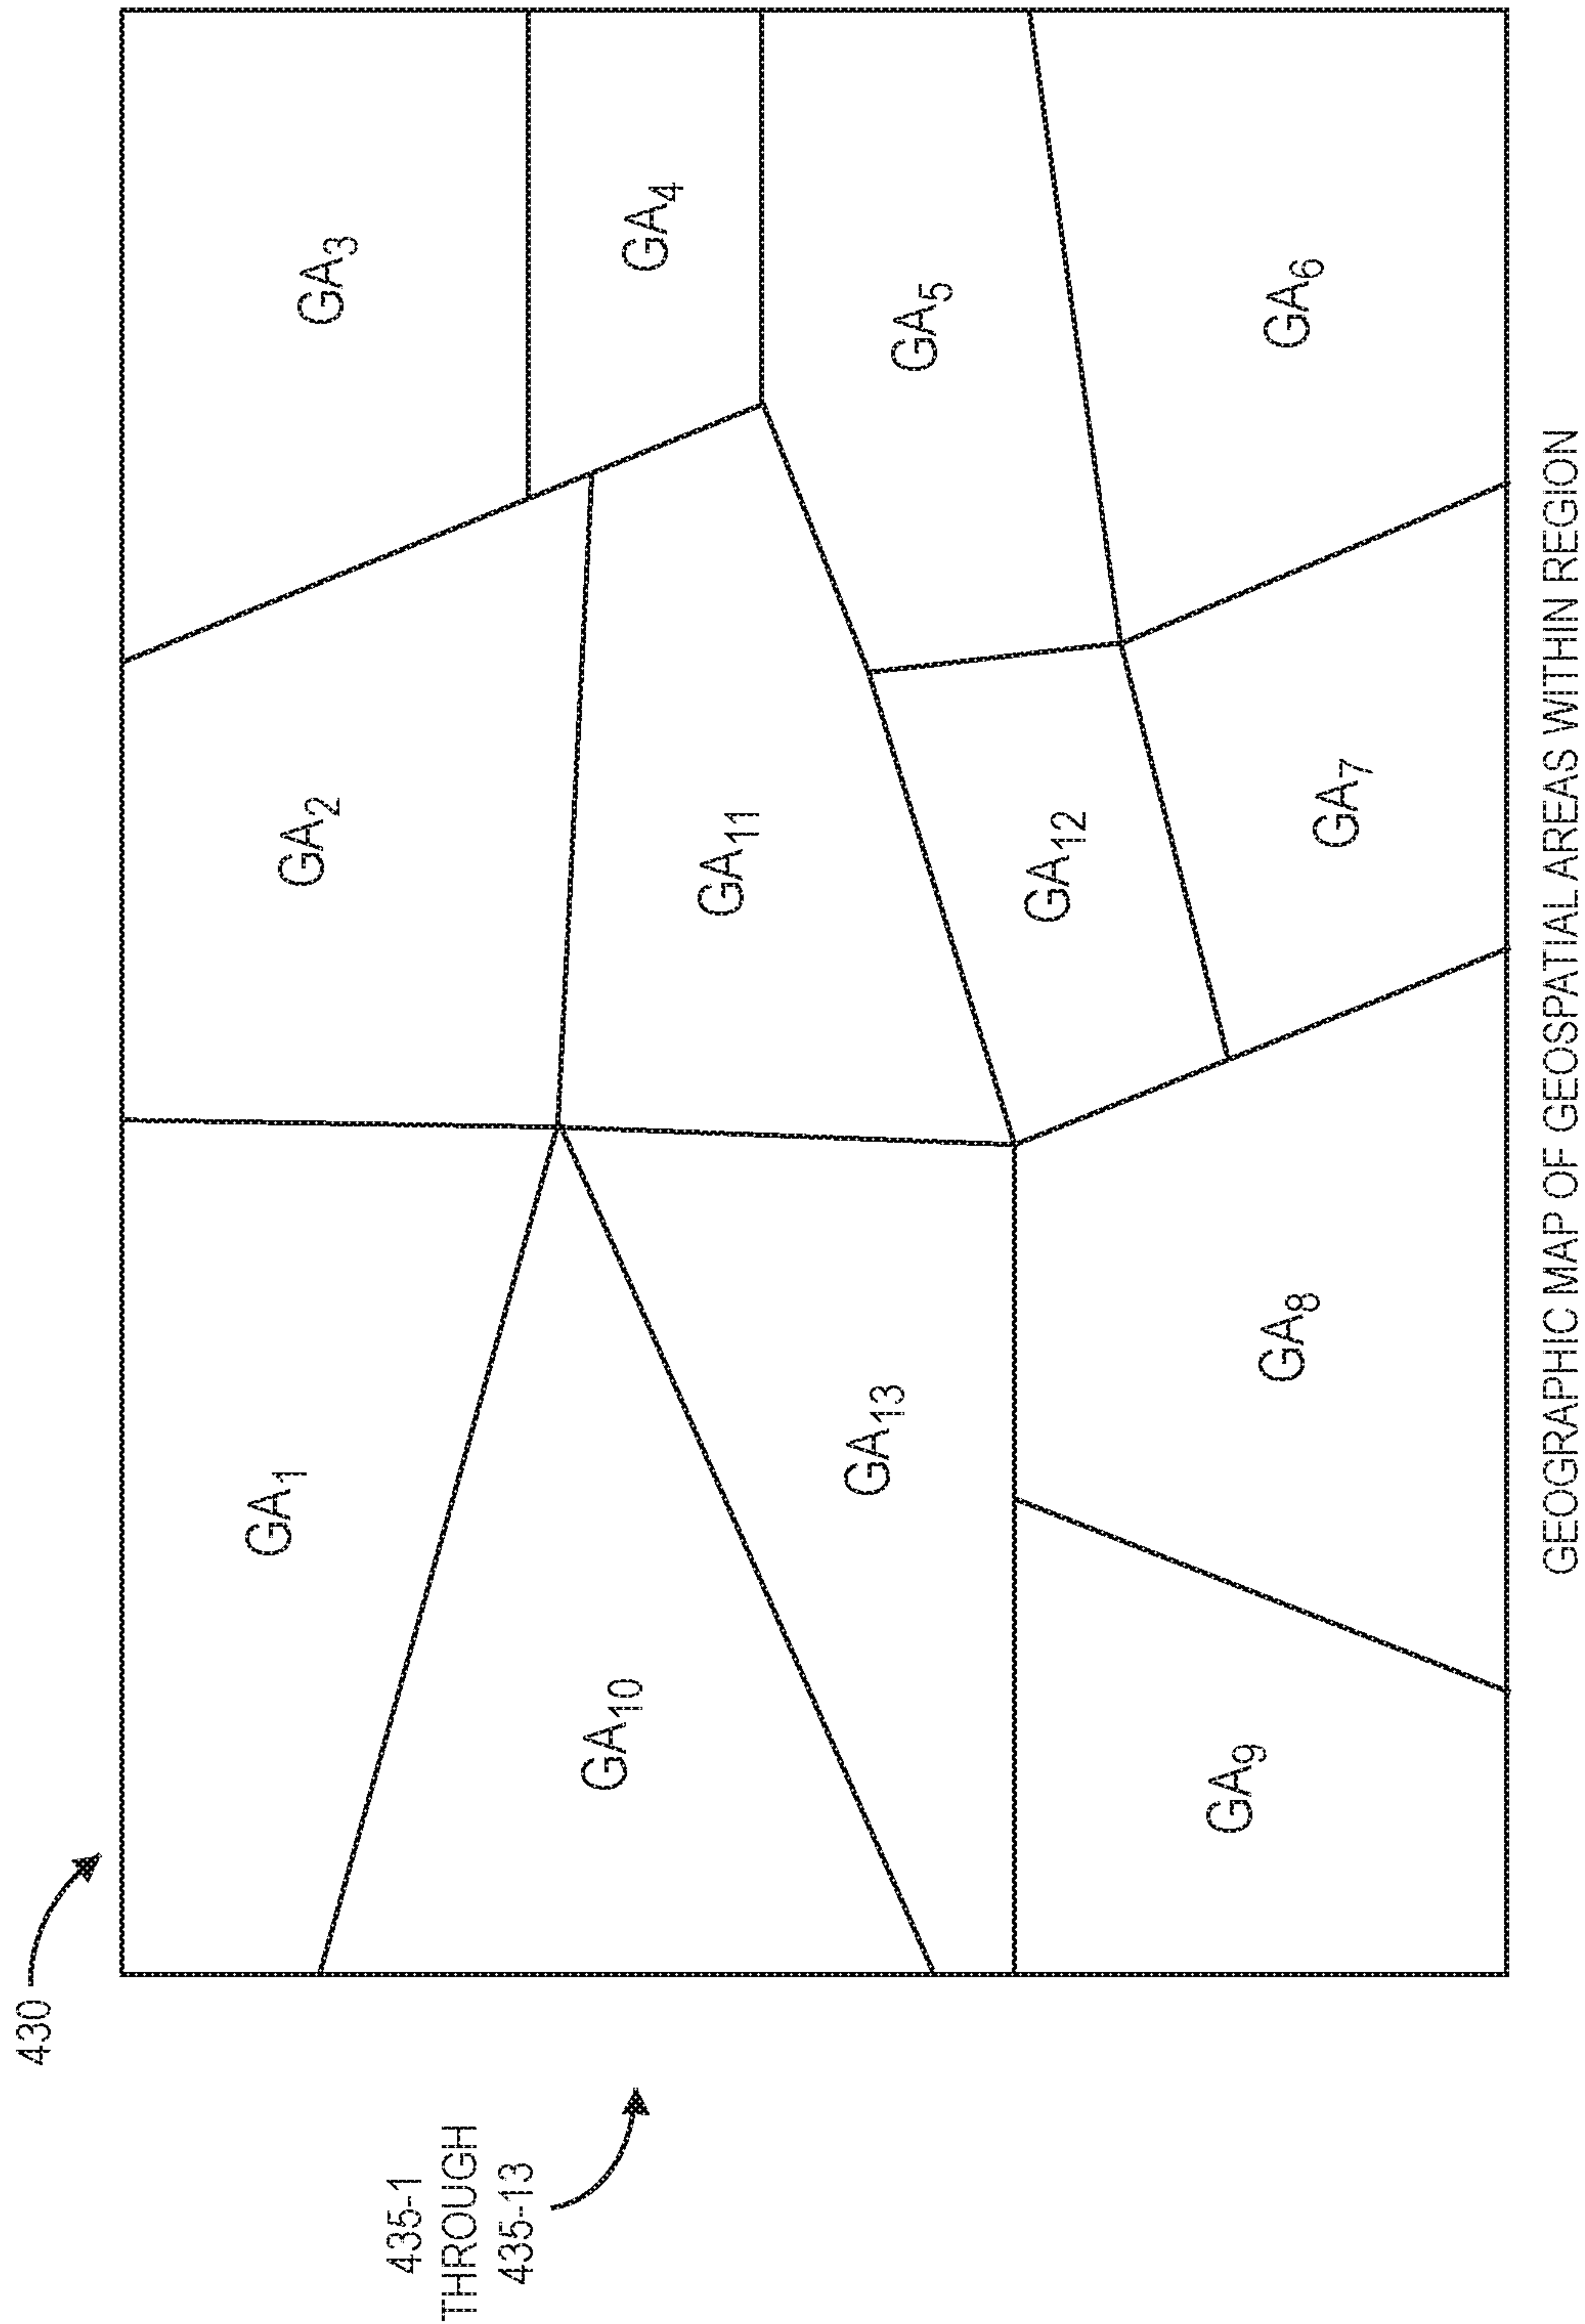 430
435-1
THROUGH
435-13
GA1
GA2
GA3
GA4
GA10
GA11
GA5
GA13
GA12
GA9
GA8
GA7
GA6
GEOGRAPHIC MAP OF GEOSPATIAL AREAS WITHIN REGION